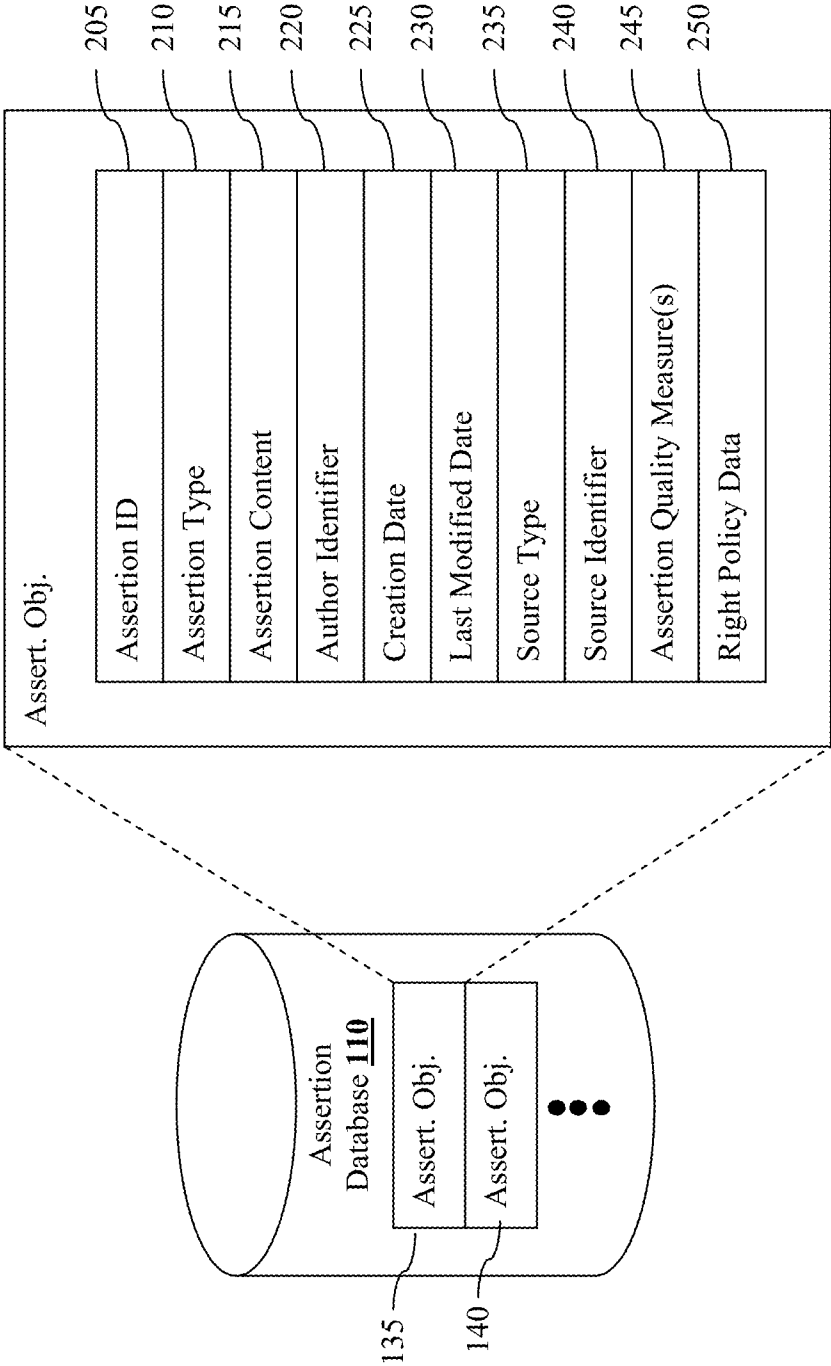 Assertion
Database 110
Assert. Obj.
Assert. Obj.
135
140
Assert. Obj.
Assertion ID
Assertion Type
Assertion Content
Author Identifier
Creation Date
Last Modified Date
Source Type
Source Identifier
Assertion Quality Measure(s)
Right Policy Data
205
210
215
220
225
230
235
240
245
250